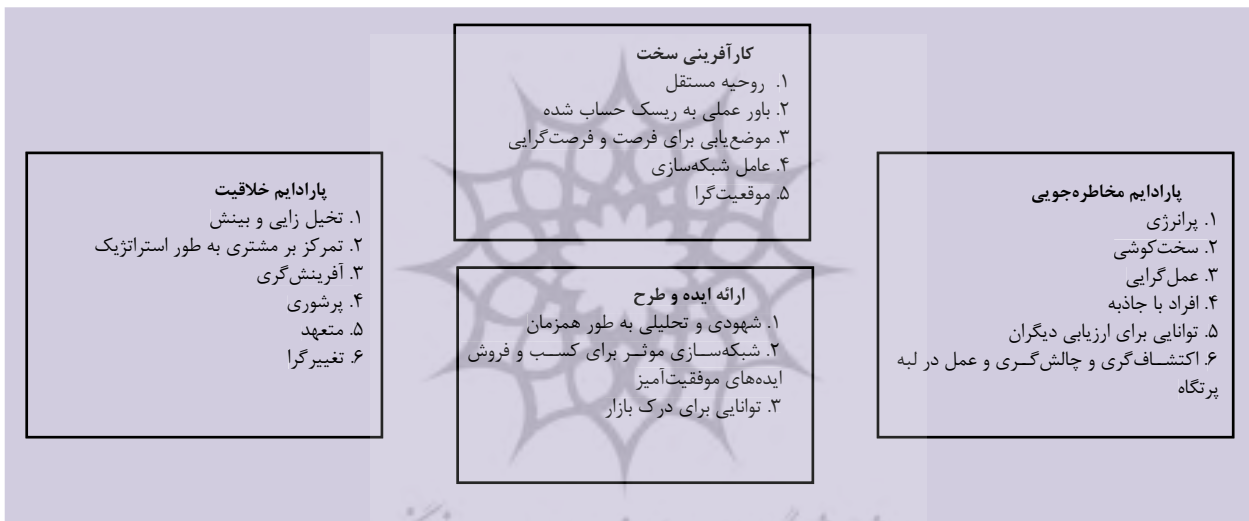 کارآفرینی سخت
۱. روحیه مستقل
۲. باور عملی به ریسک حساب شده
۳. موضع‌یابی برای فرصت و فرصت‌گرایی
۴. عامل شبکه‌سازی
۵. موقعیت‌گرا
پارادایم مخاطره‌جویی
۱. پرانرژی
۲. سخت‌کوشی
۳. عمل‌گرایی
۴. افراد با جاذبه
۵. توانایی برای ارزیابی دیگران
۶. اکتشاف‌گری و چالش‌گری و عمل در لبه
پرتگاه
پارادایم خلاقیت
۱. تخیل زایی و بینش
۲. تمرکز بر مشتری به طور استراتژیک
۳. آفرینش‌گری
۴. پرشوری
۵. متعهد
۶. تغییرگرا
ارائه ایده و طرح
۱. شهودی و تحلیلی به طور همزمان
۲. شبکه‌سازی موثر برای کسب و فروش
ایده‌های موفقیت‌آمیز
۳. توانایی برای درک بازار